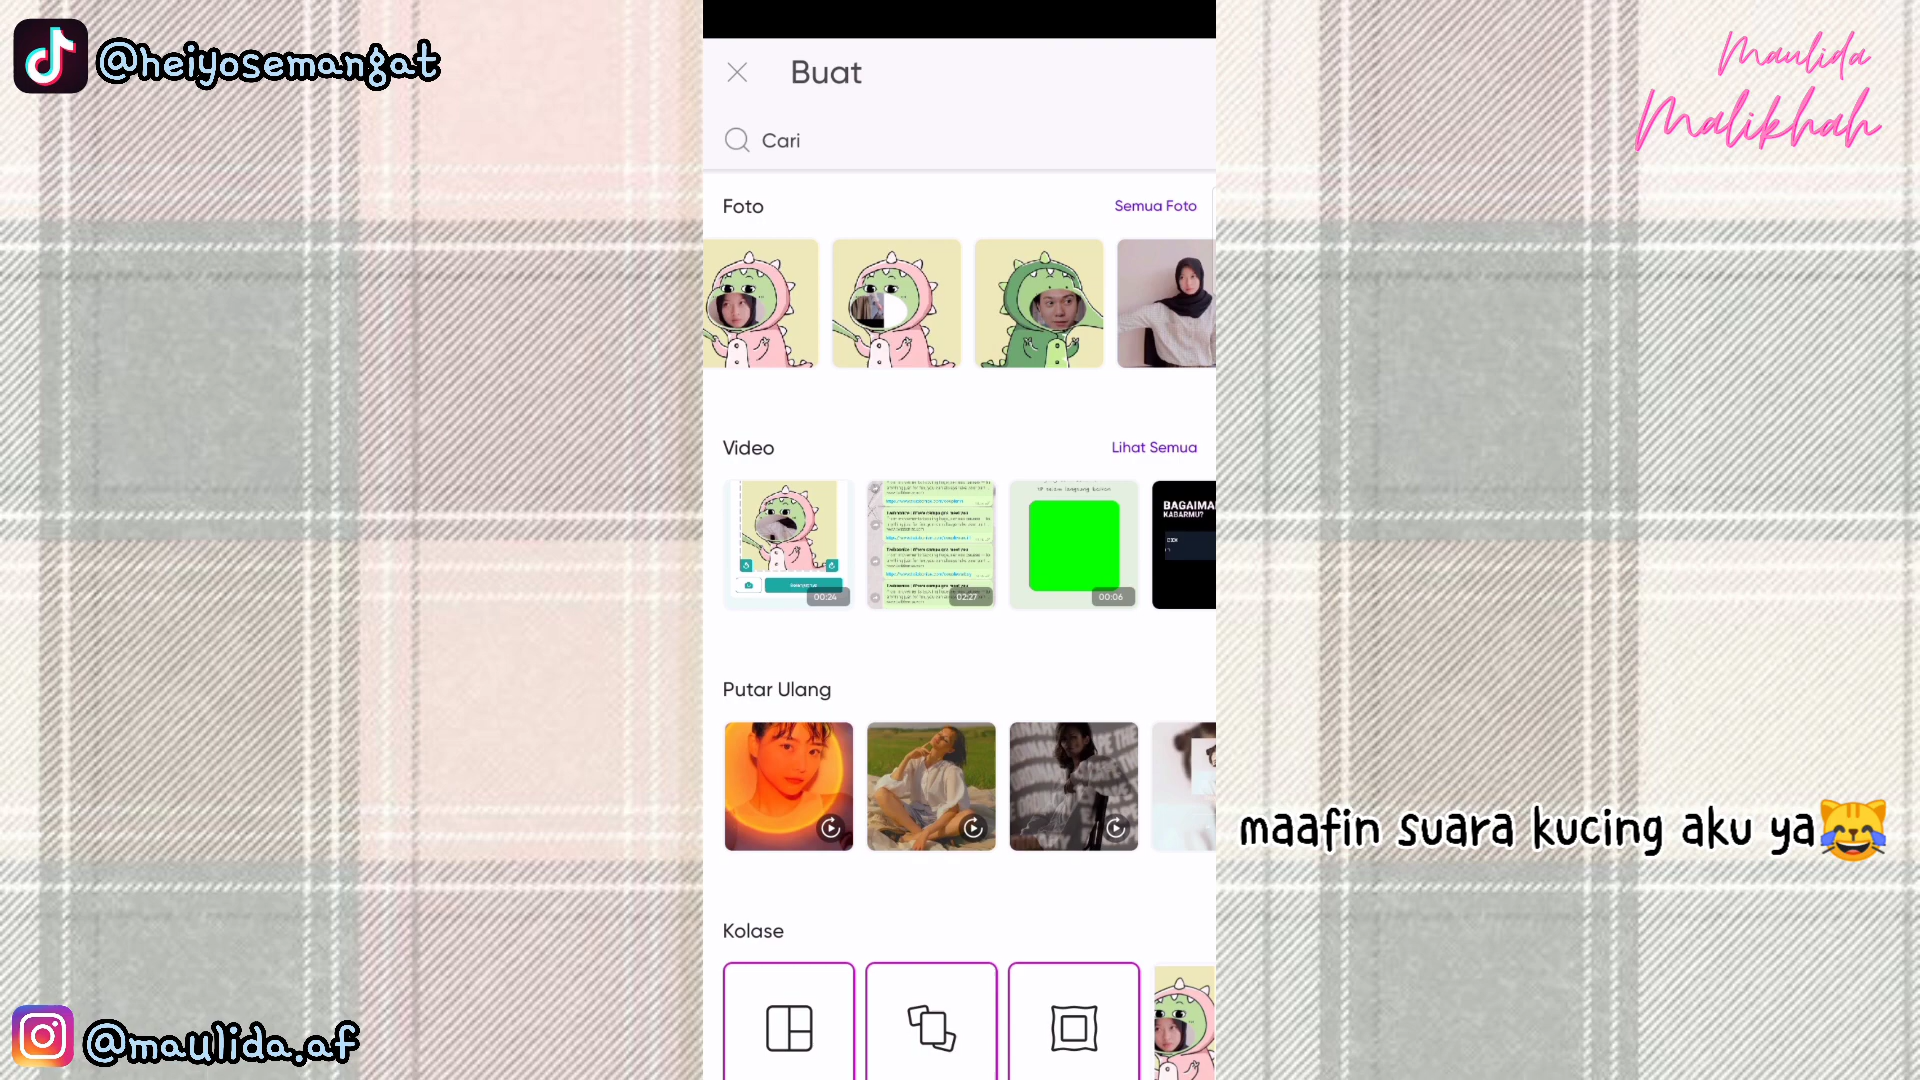 @heiyosemangat
Maulida
Malikhah
Buat
Cari
Foto
Semua Foto
Video
Lihat Semua
00:24
02:27
00:06
BAGAIMA
KABARMU?
Putar Ulang
maafin suara kucing aku ya
Kolase
@maulida.af